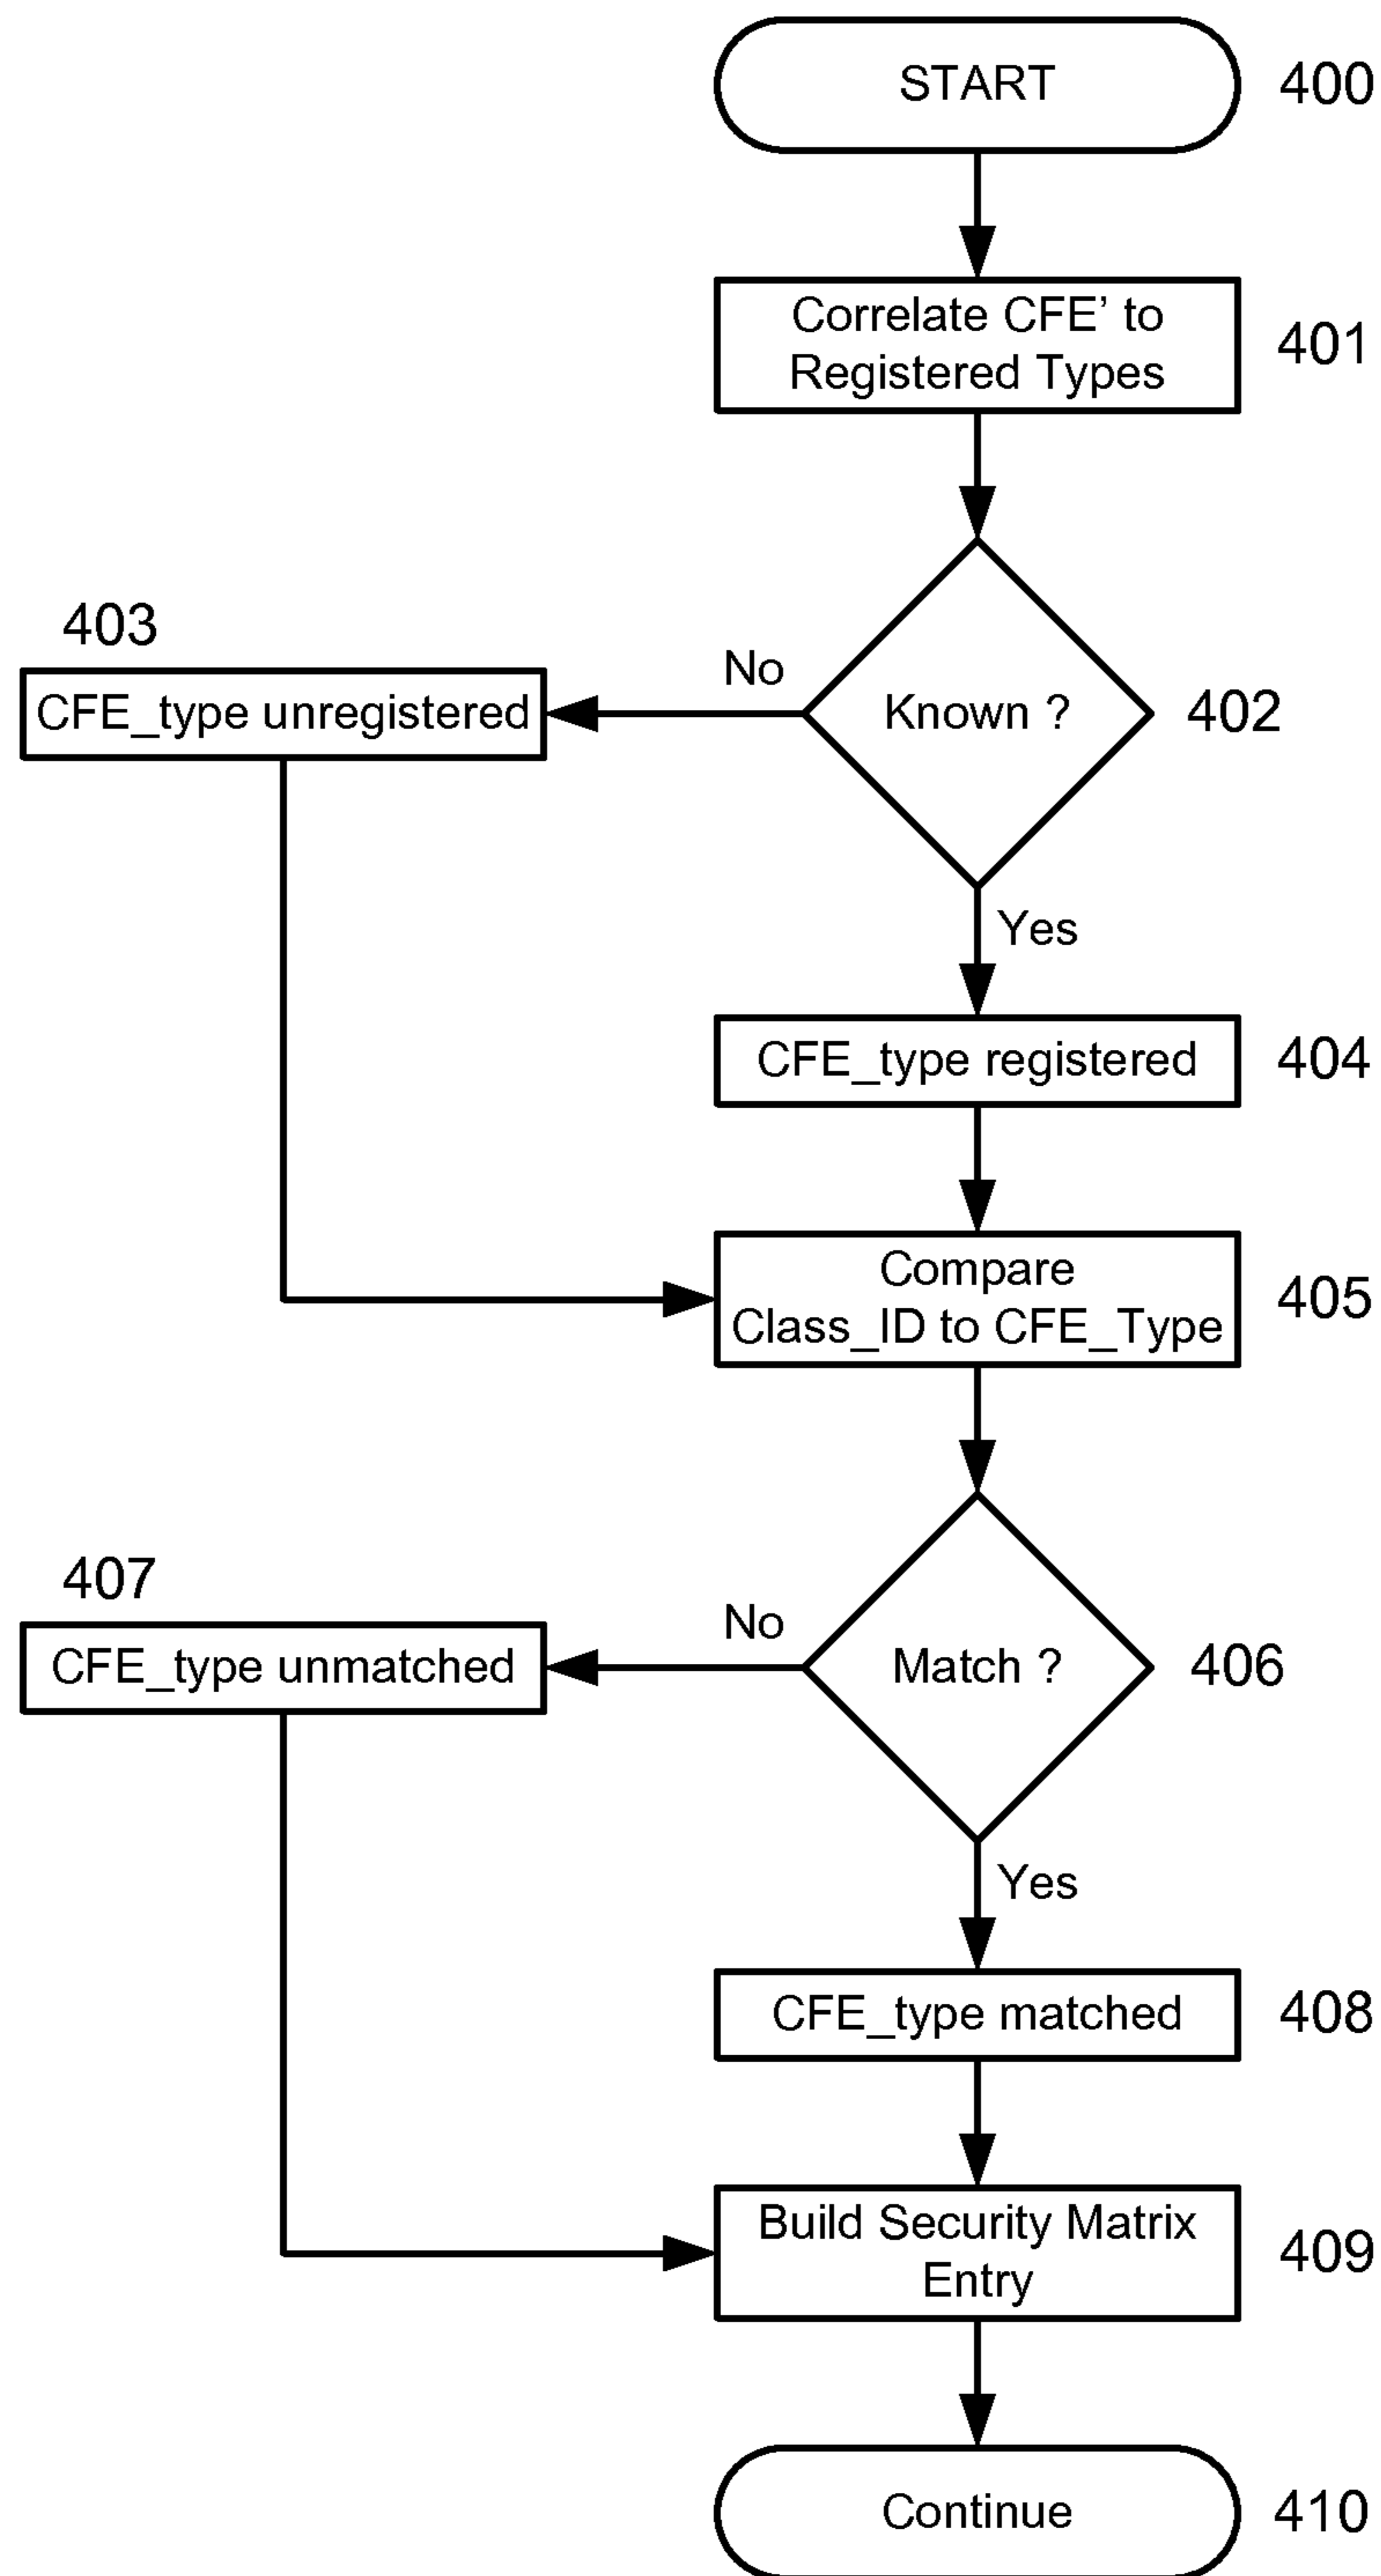 START
400
Correlate CFE’ to
Registered Types
401
403
No
CFE_type unregistered
Known ?
402
Yes
CFE_type registered
404
Compare
Class_ID to CFE_Type
405
407
No
CFE_type unmatched
Match ?
406
Yes
CFE_type matched
408
Build Security Matrix
Entry
409
Continue
410